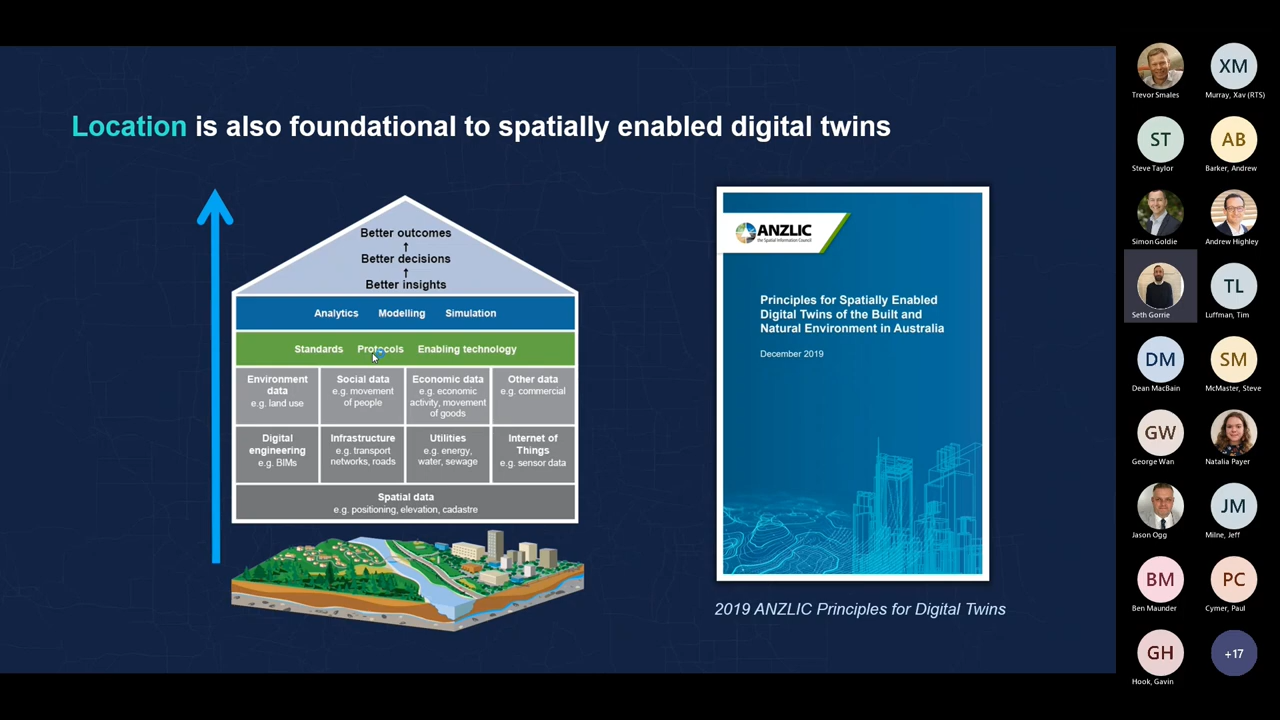 Location is also foundational to spatially enabled digital twins
Better outcomes
↑
Better decisions
↑
Better insights
Analytics Modelling Simulation
Standards Protocols Enabling technology
Environment data
e.g. land use
Social data
e.g. movement
of people
Economic data
e.g. economic
activity, movement
of goods
Other data
e.g. commercial
Digital
engineering
e.g. BIMs
Infrastructure
e.g. transport
networks, roads
Utilities
e.g. energy,
water, sewage
Internet of
Things
e.g. sensor data
Spatial data
e.g. positioning, elevation, cadastre
ANZLIC
the Spatial Information Council
Principles for Spatially Enabled
Digital Twins of the Built and
Natural Environment in Australia
December 2019
2019 ANZLIC Principles for Digital Twins
Trevor Smales
XM
Murray, Xav (RTS)
ST
Steve Taylor
AB
Barker, Andrew
Simon Goldie
Andrew Highley
Seth Gorrie
TL
Luffman, Tim
DM
Dean MacBain
SM
McMaster, Steve
GW
George Wan
Natalia Payer
Jason Ogg
JM
Milne, Jeff
BM
Ben Maunder
PC
Cymer, Paul
GH
Hook, Gavin
+17